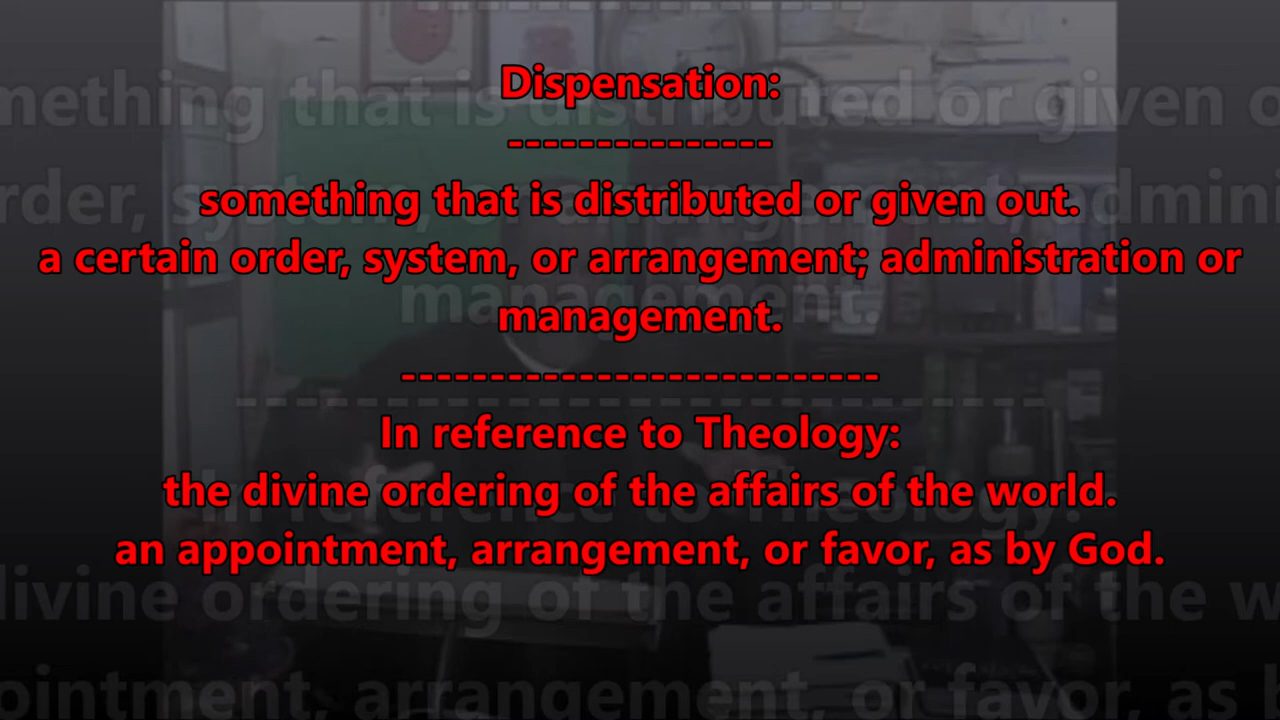 Dispensation:
---------------
something that is distributed or given out.
a certain order, system, or arrangement; administration or
management.
---------------------------
In reference to Theology:
the divine ordering of the affairs of the world.
an appointment, arrangement, or favor, as by God.